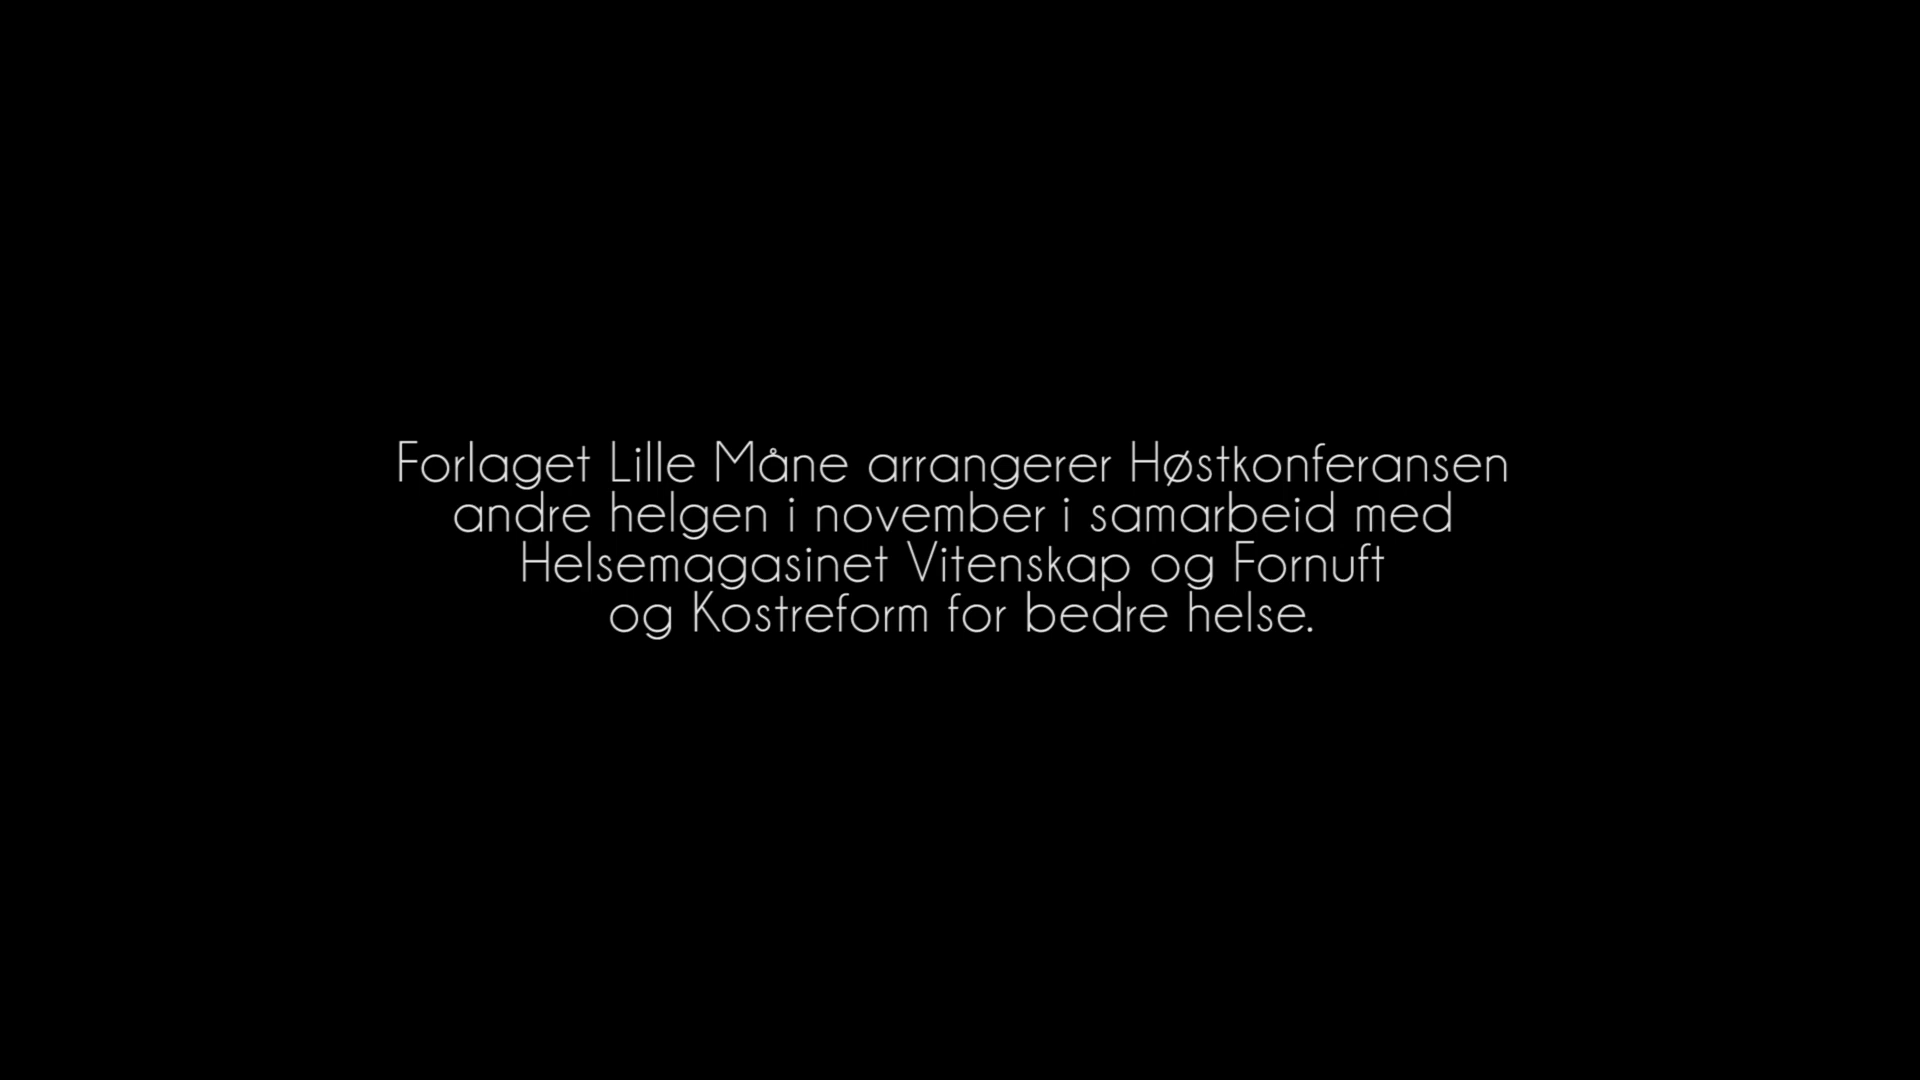 Forlaget Lille Måne arrangerer Høstkonferansen
andre helgen i november i samarbeid med
Helsemagasinet Vitenskap og Fornuft
og Kostreform for bedre helse.